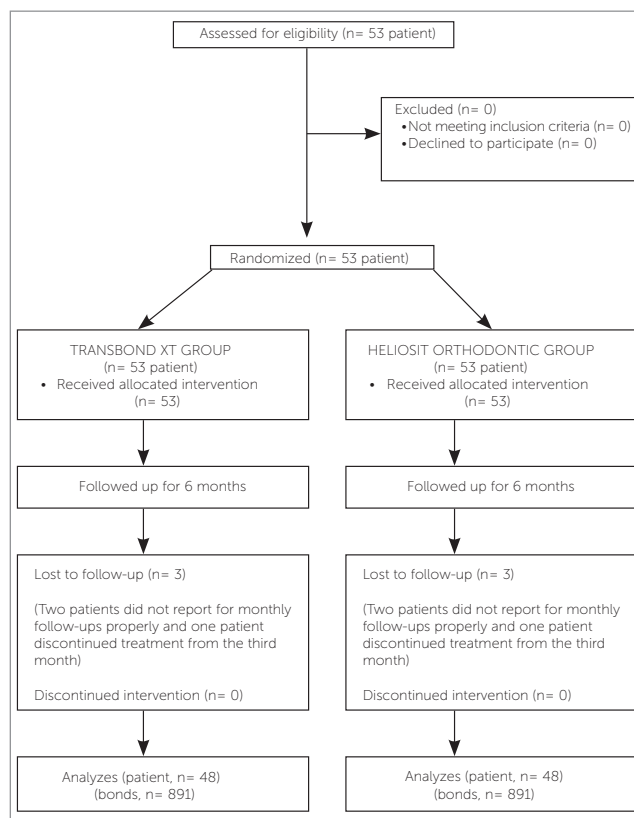 Assessed for eligibility (n= 53 patient)
Excluded (n= 0)
•Not meeting inclusion criteria (n= 0)
•Declined to participate (n= 0)
Randomized (n= 53 patient)
TRANSBOND XT GROUP
(n= 53 patient)
• Received allocated intervention
(n= 53)
HELIOSIT ORTHODONTIC GROUP
(n= 53 patient)
• Received allocated intervention
(n= 53)
Followed up for 6 months
Followed up for 6 months
Lost to follow-up (n= 3)
(Two patients did not report for monthly
follow-ups properly and one patient
discontinued treatment from the third
month)
Discontinued intervention (n= 0)
Lost to follow-up (n= 3)
(Two patients did not report for monthly
follow-ups properly and one patient
discontinued treatment from the third
month)
Discontinued intervention (n= 0)
Analyzes (patient, n= 48)
(bonds, n= 891)
Analyzes (patient, n= 48)
(bonds, n= 891)